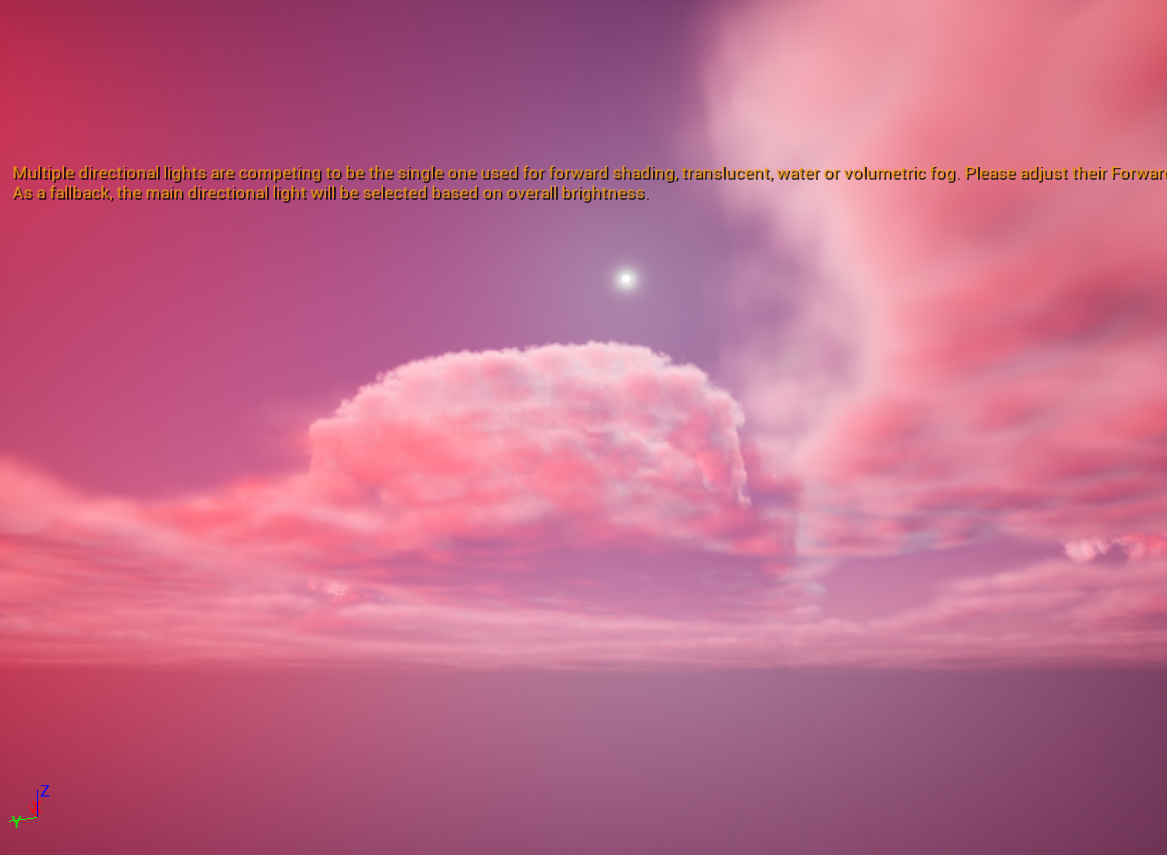 Multiple directional lights are competing to be the single one used for forward shading, translucent, water or volumetric fog. Please adjust their Forwar
As a fallback, the main directional light will be selected based on overall brightness.
Z
X
Y